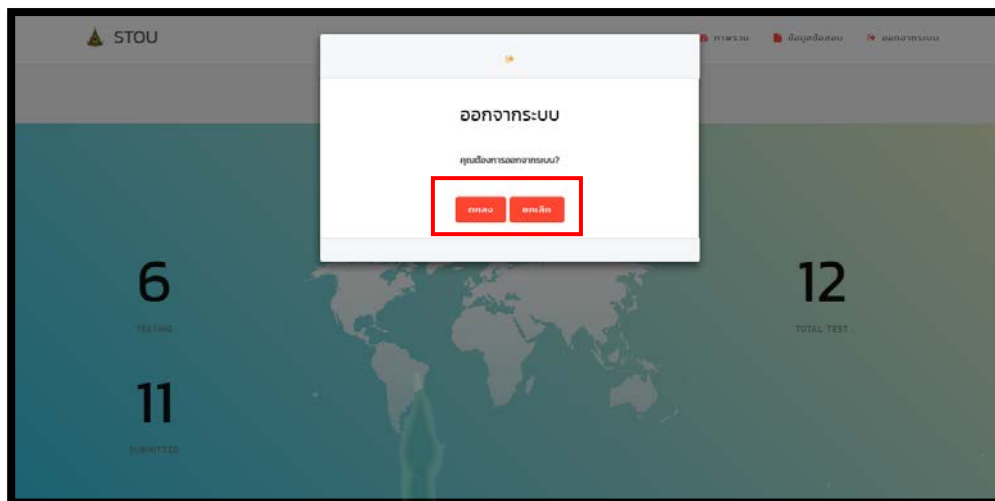 STOU
ภาพรวม
ข้อมูลข้อสอบ
ออกจากระบบ
ออกจากระบบ
คุณต้องการออกจากระบบ?
ตกลง
ยกเลิก
6
TESTING
12
TOTAL TEST
11
SUBMITTED